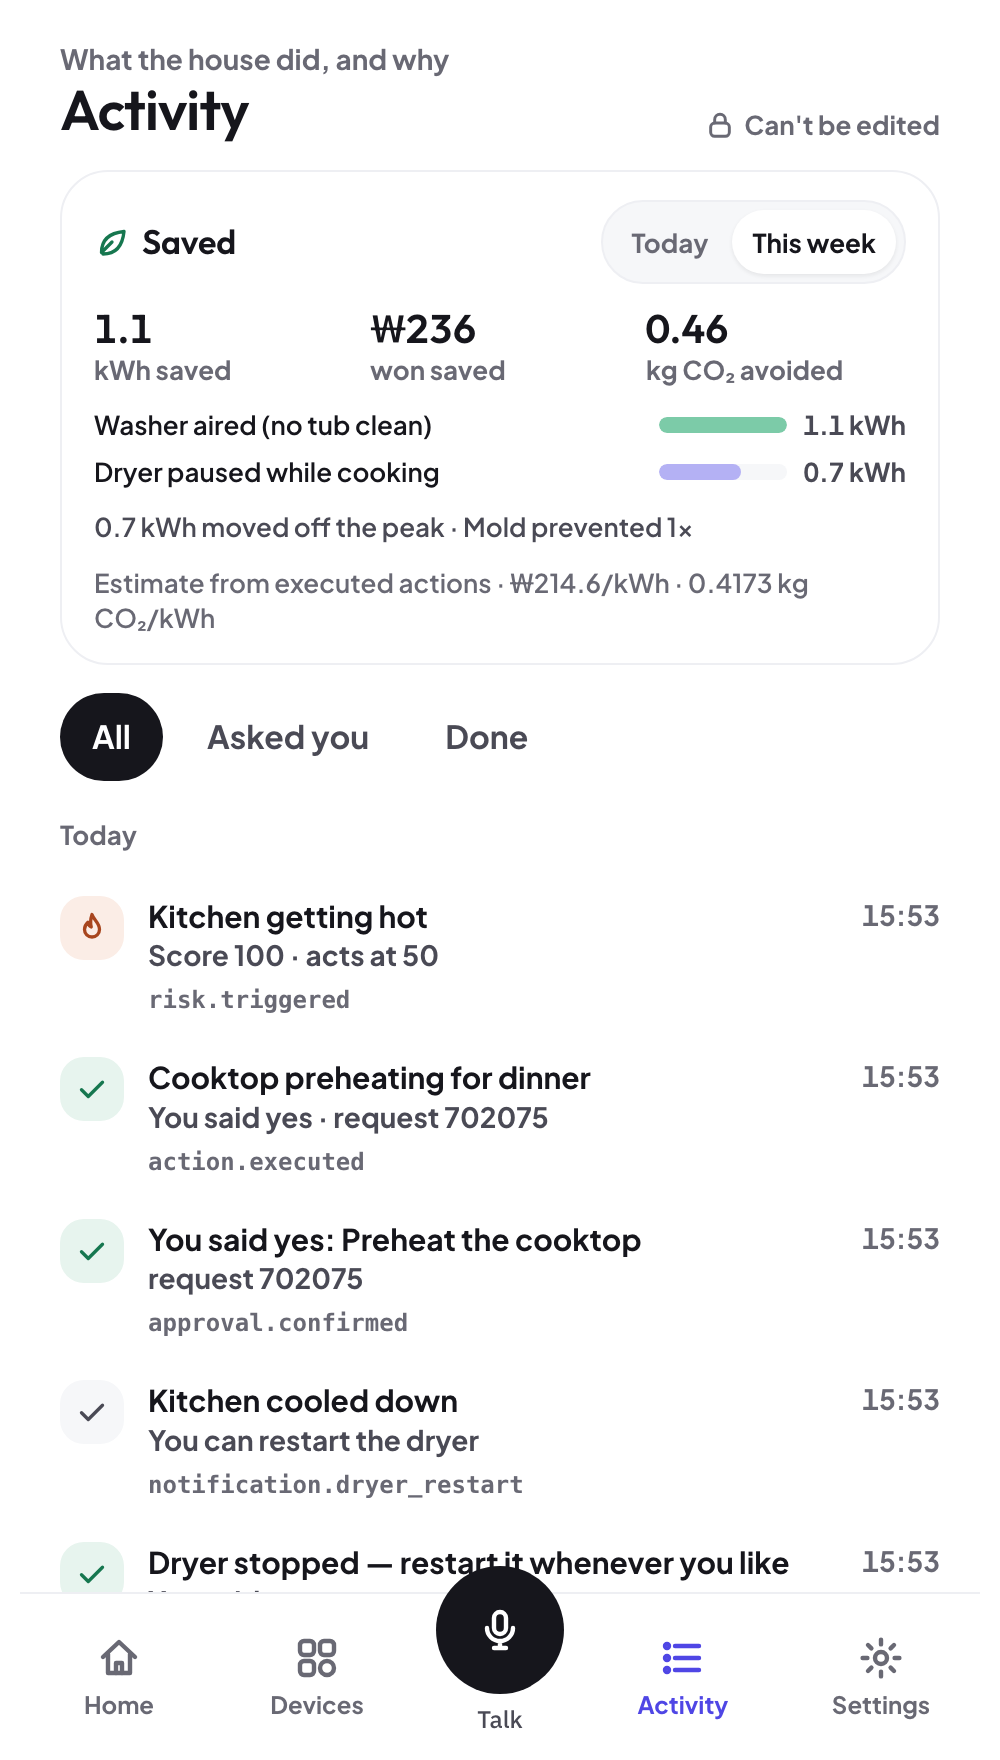 What the house did, and why
Activity
Can't be edited
Saved
Today
This week
1.1
₩236
0.46
kWh saved
won saved
kg CO₂ avoided
Washer aired (no tub clean)
1.1 kWh
Dryer paused while cooking
0.7 kWh
0.7 kWh moved off the peak · Mold prevented 1×
Estimate from executed actions · ₩214.6/kWh · 0.4173 kg
CO₂/kWh
All
Asked you
Done
Today
Kitchen getting hot
15:53
Score 100 · acts at 50
risk.triggered
Cooktop preheating for dinner
15:53
You said yes · request 702075
action.executed
You said yes: Preheat the cooktop
15:53
request 702075
approval.confirmed
Kitchen cooled down
15:53
You can restart the dryer
notification.dryer_restart
Dryer stopped — restart it whenever you like
15:53
Home
Devices
Talk
Activity
Settings